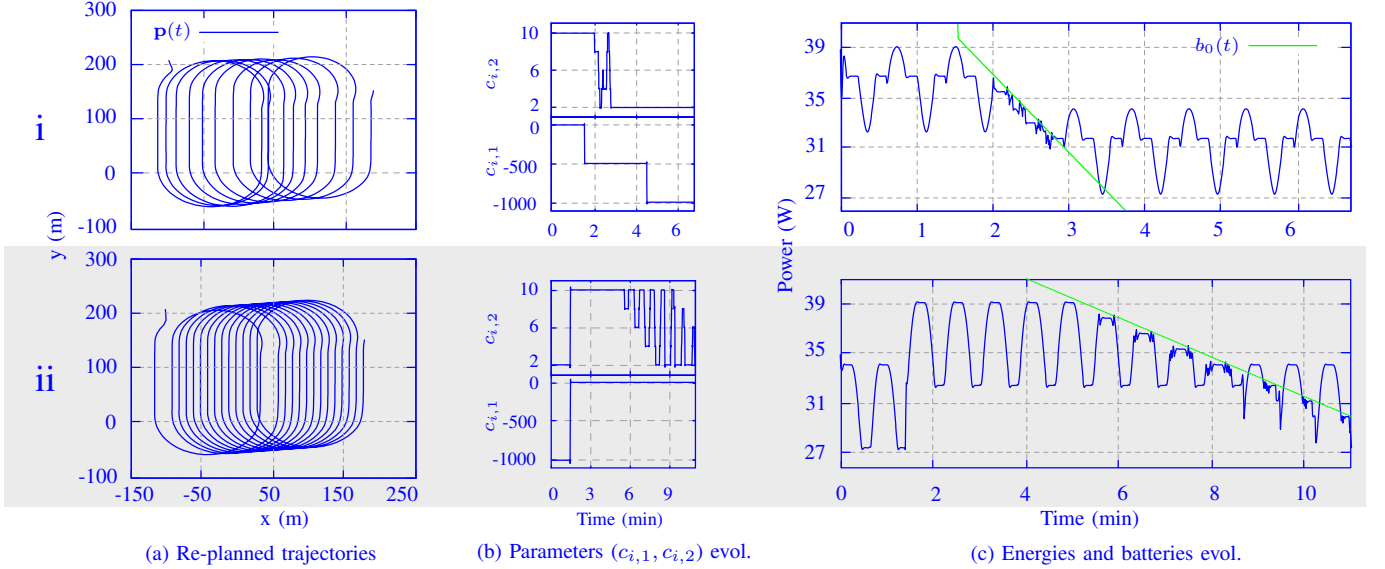 300
200
100
0
-100
p(t)
i
10
6
2
c_{i,2}
0
-500
-1000
c_{i,1}
0 2 4 6
39
35
31
27
b_0(t)
0 1 2 3 4 5 6
y (m)
Power (W)
300
200
100
0
-100
ii
-150 -50 50 150 250
x (m)
10
6
2
c_{i,2}
0
-500
-1000
c_{i,1}
0 3 6 9
Time (min)
39
35
31
27
0 2 4 6 8 10
Time (min)
(a) Re-planned trajectories
(b) Parameters (c_{i,1}, c_{i,2}) evol.
(c) Energies and batteries evol.